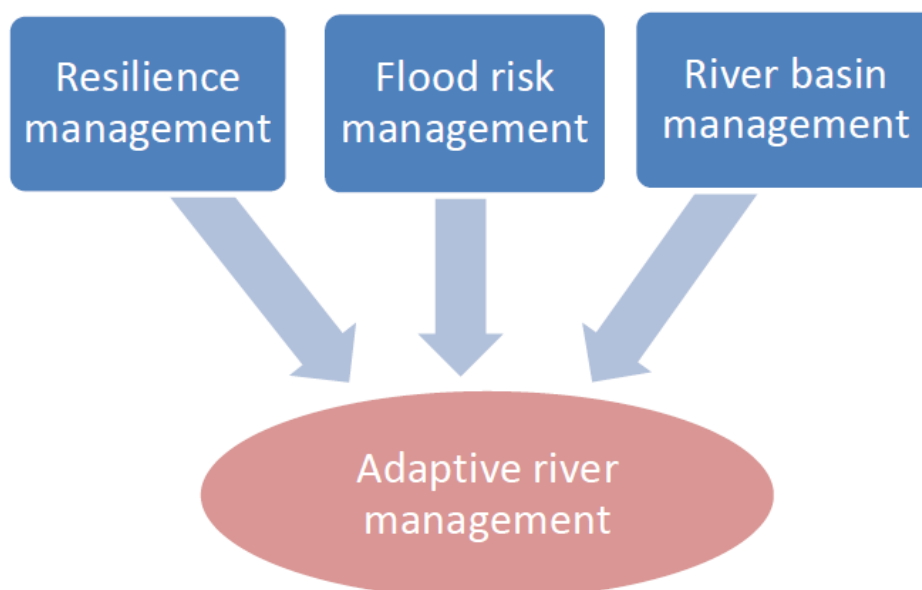 Resilience
management
Flood risk
management
River basin
management
Adaptive river
management